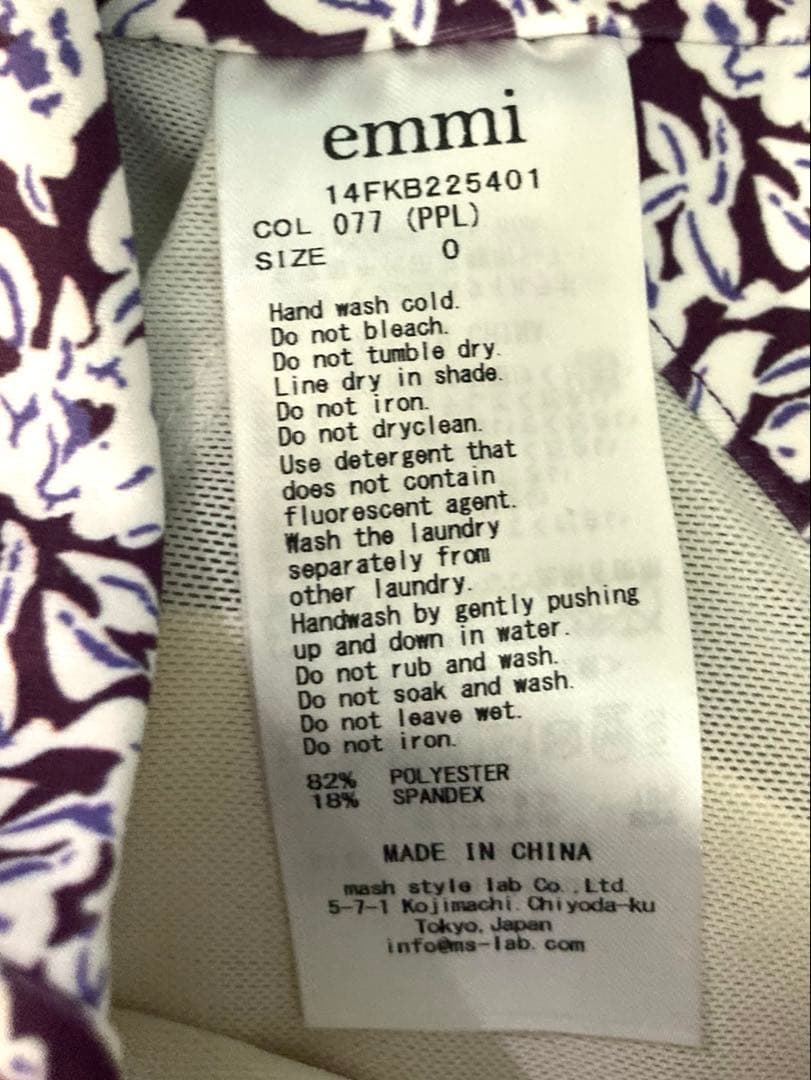 emmi
14FKB225401
COL 077 (PPL)
SIZE 0
Hand wash cold.
Do not bleach.
Do not tumble dry.
Line dry in shade.
Do not iron.
Do not dryclean.
Use detergent that
does not contain
fluorescent agent.
Wash the laundry
separately from
other laundry.
Handwash by gently pushing
up and down in water.
Do not rub and wash.
Do not soak and wash.
Do not leave wet.
Do not iron.
82% POLYESTER
18% SPANDEX
MADE IN CHINA
mash style lab Co.,Ltd.
5-7-1 Kojimachi. Chiyoda-ku
Tokyo, Japan
info@ms-lab.com